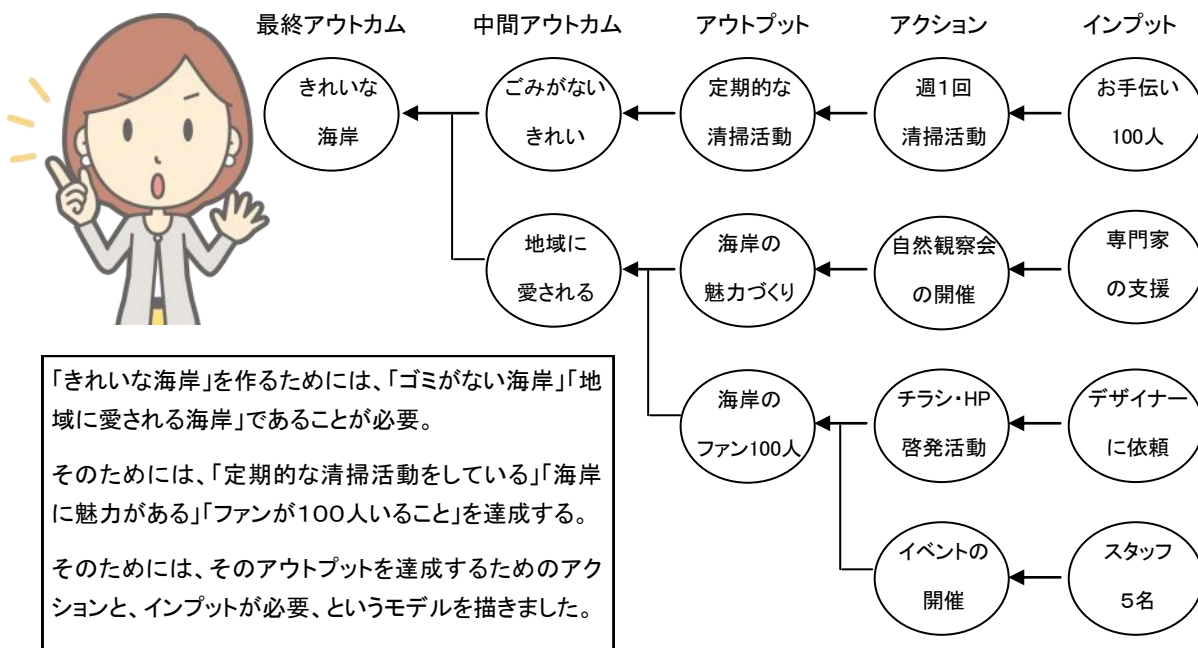 最終アウトカム
中間アウトカム
アウトプット
アクション
インプット
きれいな
海岸
ごみがない
きれい
定期的な
清掃活動
週1回
清掃活動
お手伝い
100人
地域に
愛される
海岸の
魅力づくり
自然観察会
の開催
専門家
の支援
海岸の
ファン100人
チラシ・HP
啓発活動
デザイナー
に依頼
イベントの
開催
スタッフ
5名
「きれいな海岸」を作るためには、「ゴミがない海岸」「地
域に愛される海岸」であることが必要。
そのためには、「定期的な清掃活動をしている」「海岸
に魅力がある」「ファンが100人いること」を達成する。
そのためには、そのアウトプットを達成するためのアク
ションと、インプットが必要、というモデルを描きました。